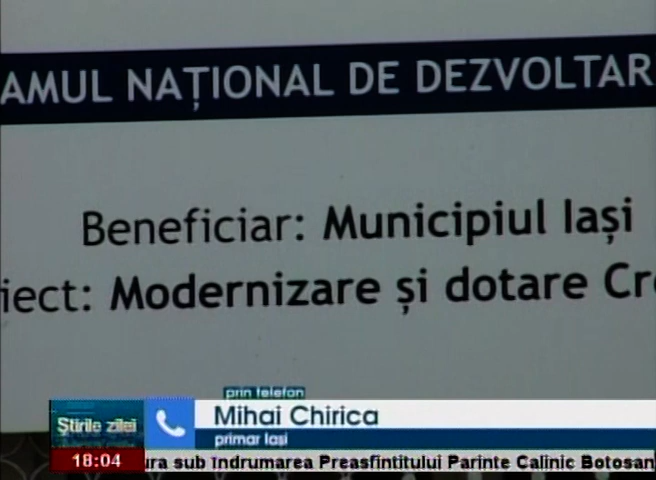 AMUL NAȚIONAL DE DEZVOLTAR
Beneficiar: Municipiul Iași
iect: Modernizare și dotare Cr
prin telefon
Știrile zilei
Mihai Chirica
primar Iași
18:04
ura sub îndrumarea Preasfintitului Parinte Calinic Botosan